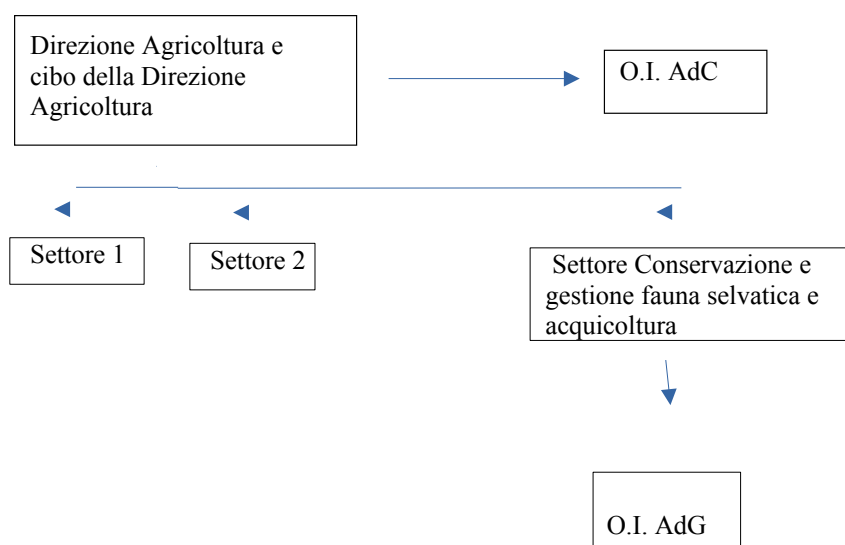 Direzione Agricoltura e
cibo della Direzione
Agricoltura
O.I. AdC
Settore 1
Settore 2
Settore Conservazione e
gestione fauna selvatica e
acquicoltura
O.I. AdG